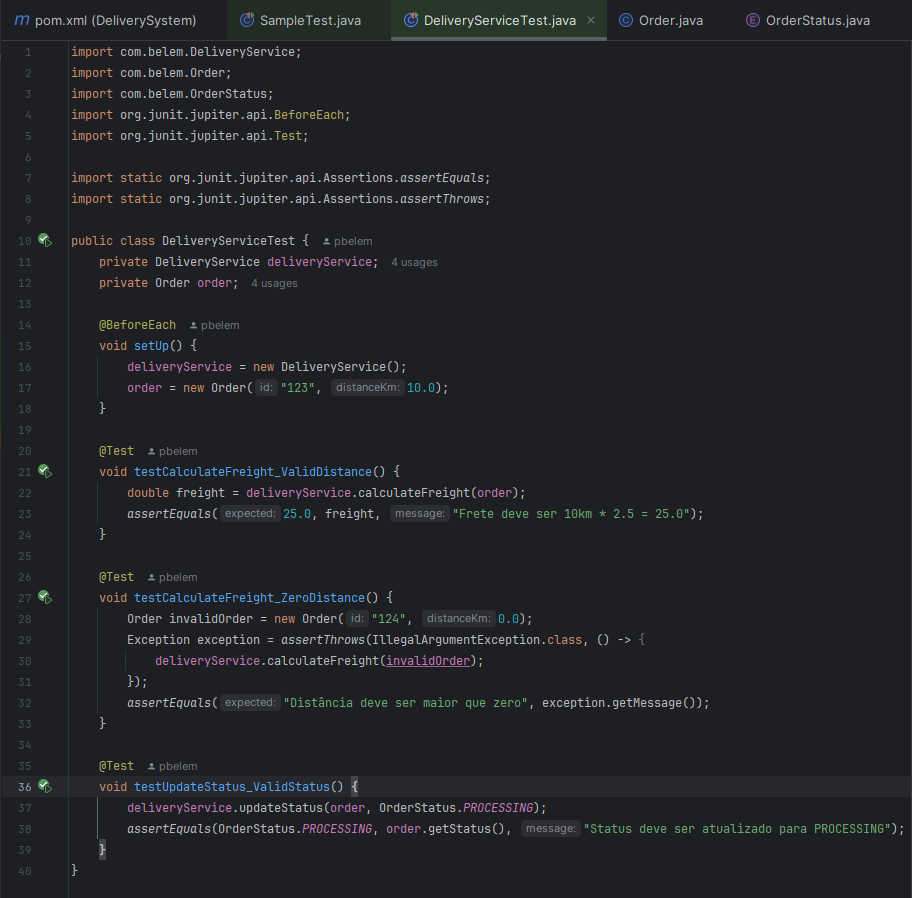 pom.xml (DeliverySystem)
SampleTest.java
DeliveryServiceTest.java
Order.java
OrderStatus.java
1 import com.belem.DeliveryService;
2 import com.belem.Order;
3 import com.belem.OrderStatus;
4 import org.junit.jupiter.api.BeforeEach;
5 import org.junit.jupiter.api.Test;
6
7 import static org.junit.jupiter.api.Assertions.assertEquals;
8 import static org.junit.jupiter.api.Assertions.assertThrows;
9
10 public class DeliveryServiceTest { pbelem
11 private DeliveryService deliveryService; 4 usages
12 private Order order; 4 usages
13
14 @BeforeEach pbelem
15 void setUp() {
16 deliveryService = new DeliveryService();
17 order = new Order( id: "123", distanceKm: 10.0);
18 }
19
20 @Test pbelem
21 void testCalculateFreight_ValidDistance() {
22 double freight = deliveryService.calculateFreight(order);
23 assertEquals( expected: 25.0, freight, message: "Frete deve ser 10km * 2.5 = 25.0");
24 }
25
26 @Test pbelem
27 void testCalculateFreight_ZeroDistance() {
28 Order invalidOrder = new Order( id: "124", distanceKm: 0.0);
29 Exception exception = assertThrows(IllegalArgumentException.class, () -> {
30 deliveryService.calculateFreight(invalidOrder);
31 });
32 assertEquals( expected: "Distância deve ser maior que zero", exception.getMessage());
33 }
34
35 @Test pbelem
36 void testUpdateStatus_ValidStatus() {
37 deliveryService.updateStatus(order, OrderStatus.PROCESSING);
38 assertEquals(OrderStatus.PROCESSING, order.getStatus(), message: "Status deve ser atualizado para PROCESSING");
39 }
40 }